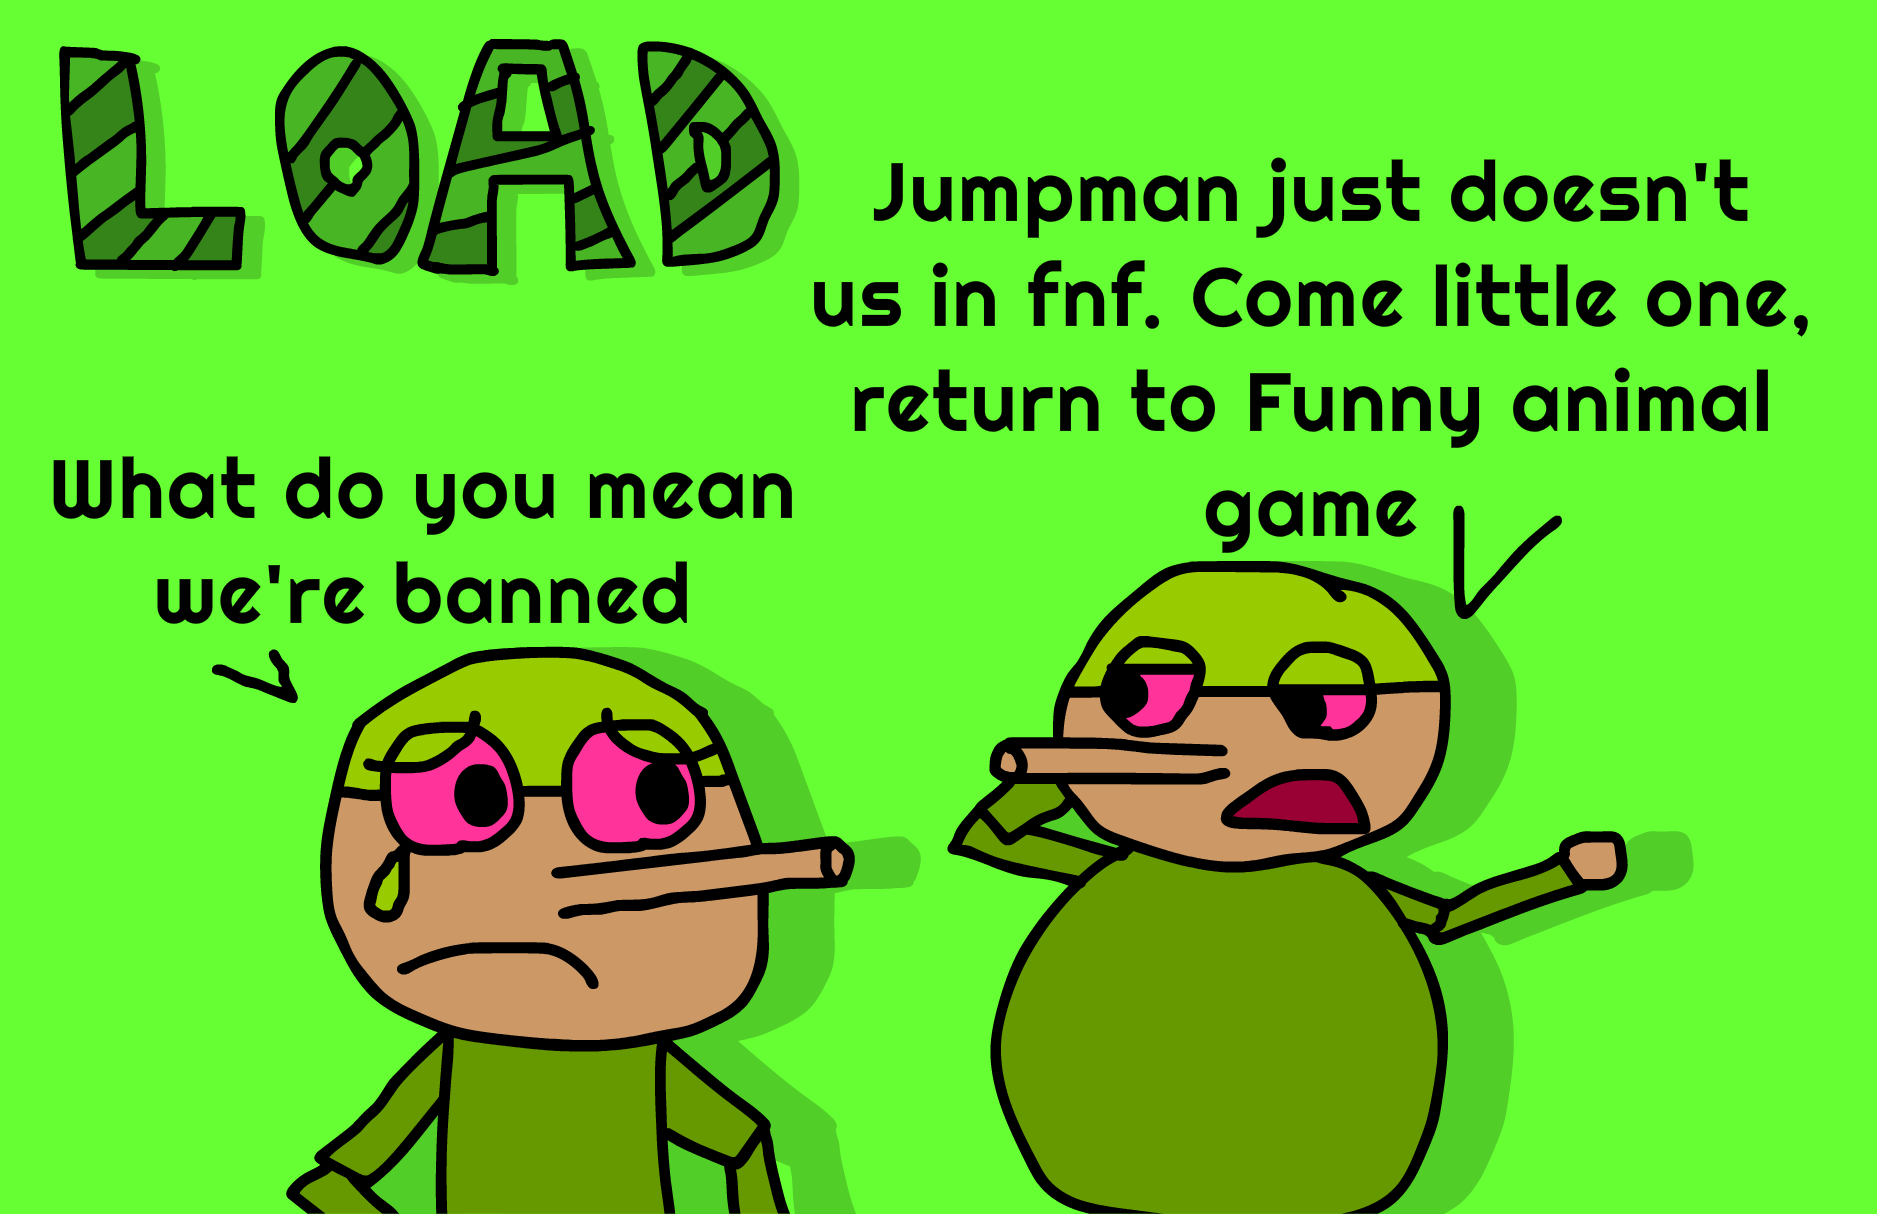 LOAD
Jumpman just doesn't
us in fnf. Come little one,
return to Funny animal
game
What do you mean
we're banned